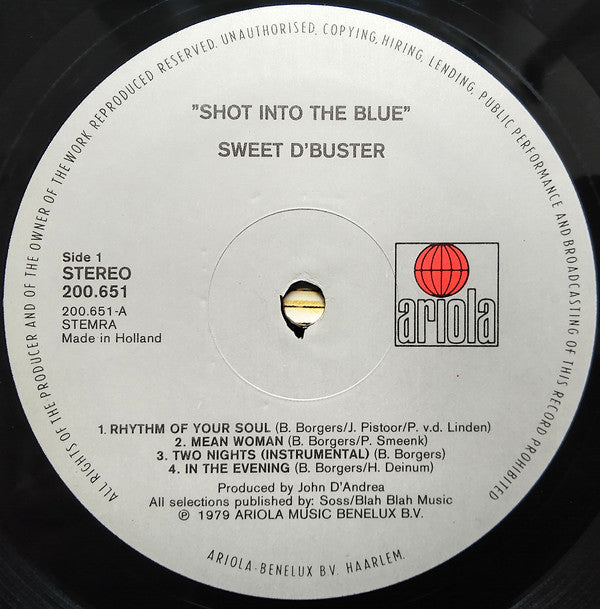 ALL RIGHTS OF THE PRODUCER AND OF THE OWNER OF THE WORK REPRODUCED RESERVED. UNAUTHORISED, COPYING, HIRING, LENDING, PUBLIC PERFORMANCE AND BROADCASTING OF THIS RECORD PROHIBITED
"SHOT INTO THE BLUE"
SWEET D'BUSTER
Side 1
STEREO
200.651
200.651-A
STEMRA
Made in Holland
ariola
1. RHYTHM OF YOUR SOUL (B. Borgers/J. Pistoor/P. v.d. Linden)
2. MEAN WOMAN (B. Borgers/P. Smeenk)
3. TWO NIGHTS (INSTRUMENTAL) (B. Borgers)
4. IN THE EVENING (B. Borgers/H. Deinum)
Produced by John D'Andrea
All selections published by: Soss/Blah Blah Music
℗ 1979 ARIOLA MUSIC BENELUX B.V.
ARIOLA-BENELUX B.V. HAARLEM.